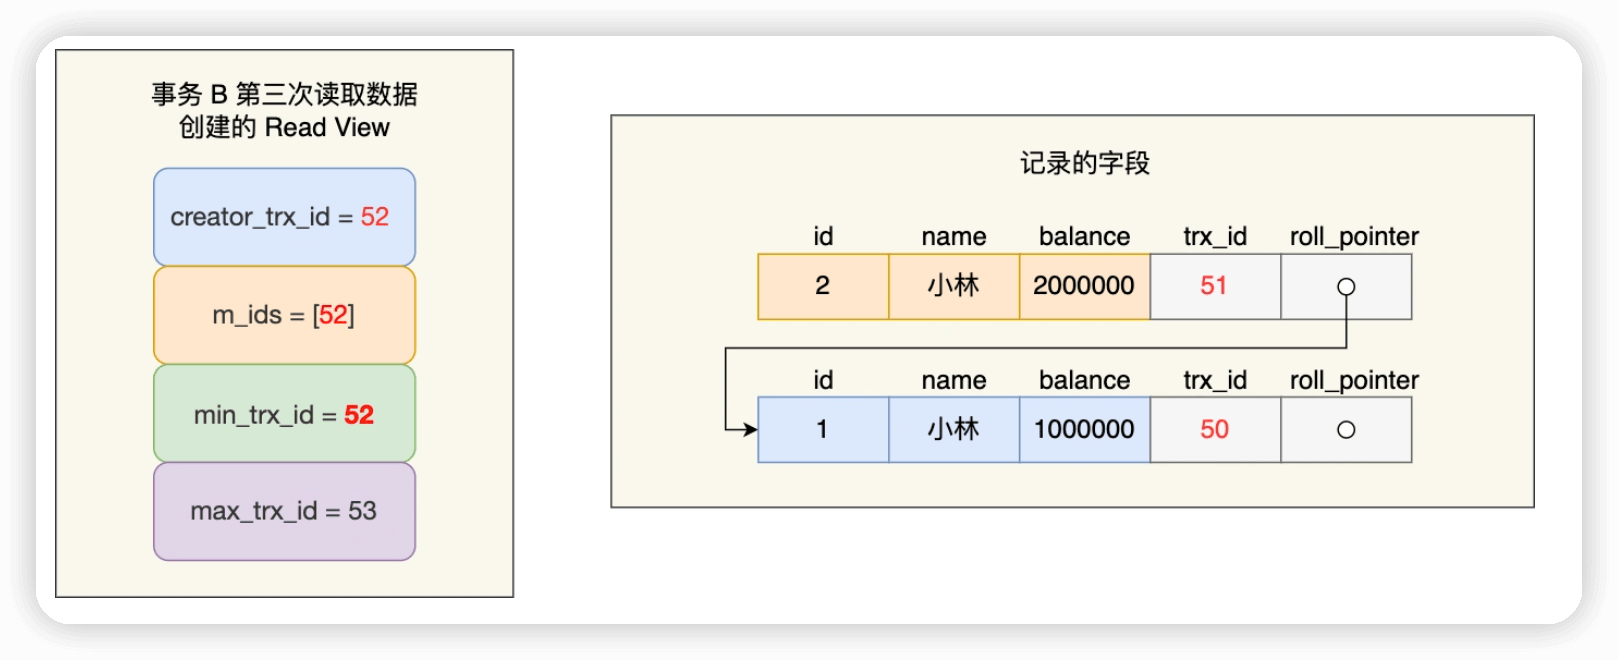 事务 B 第三次读取数据
创建的 Read View
creator_trx_id = 52
m_ids = [52]
min_trx_id = 52
max_trx_id = 53
记录的字段
id name balance trx_id roll_pointer
2 小林 2000000 51
id name balance trx_id roll_pointer
1 小林 1000000 50